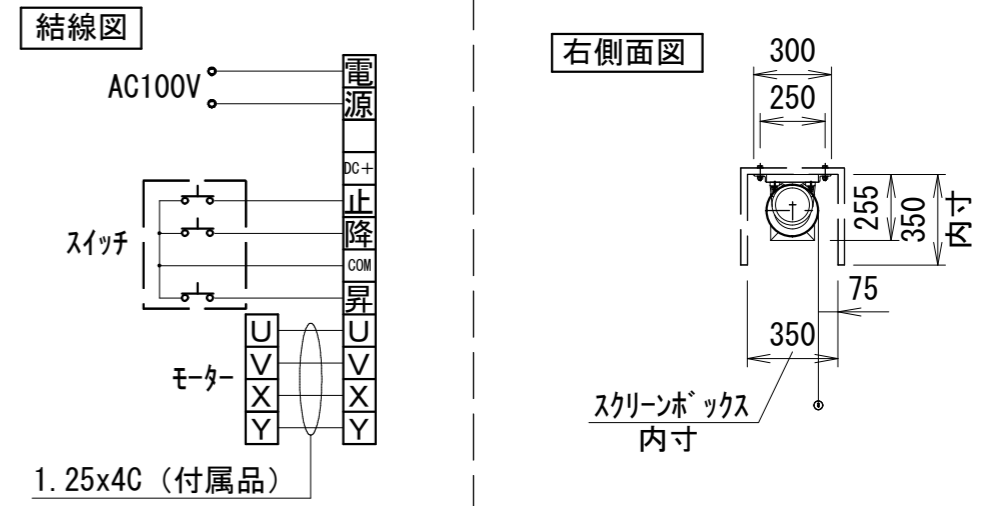 結線図
AC100V
電
源
DC+
止
降
COM
昇
スイッチ
U
V
X
Y
モーター
U
V
X
Y
1.25x4C (付属品)
右側面図
300
250
255
350
内寸
75
350
スクリーンボックス
内寸